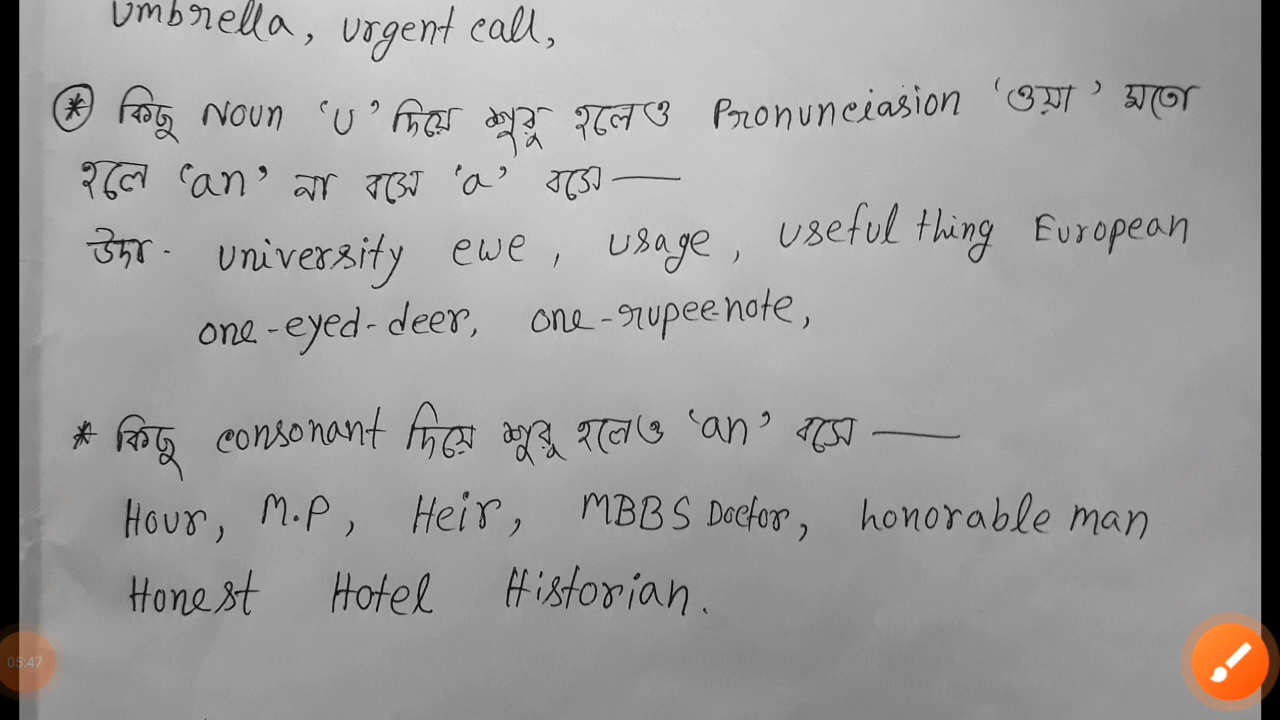 Umbrella, urgent call,
* কিছু Noun 'U' দিয়ে শুরু হলেও Pronunciasion 'ওয়া' মতো
হলে 'an' না বসে 'a' বসে —
উদা - University ewe, usage, useful thing European
one-eyed-deer, one-rupee-note,
* কিছু consonant দিয়ে শুরু হলেও 'an' বসে —
Hour, M.P, Heir, MBBS Doctor, honorable man
Honest Hotel Historian.
05:47